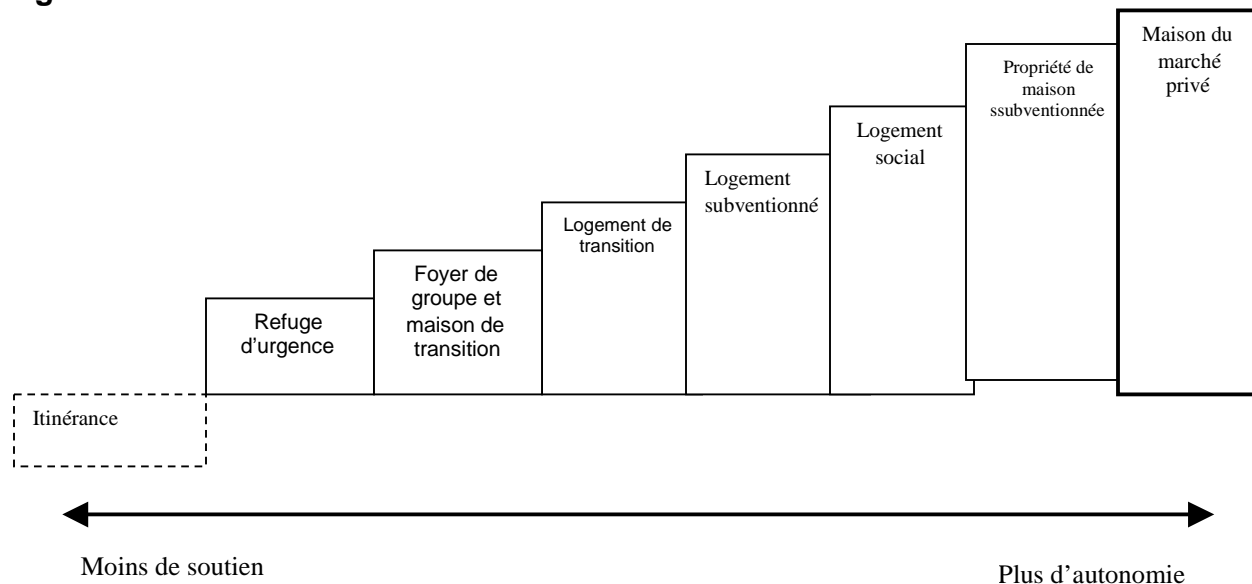 Itinérance
Refuge
d'urgence
Foyer de
groupe et
maison de
transition
Logement de
transition
Logement
subventionné
Logement
social
Propriété de
maison
ssubventionnée
Maison du
marché
privé
Moins de soutien
Plus d'autonomie